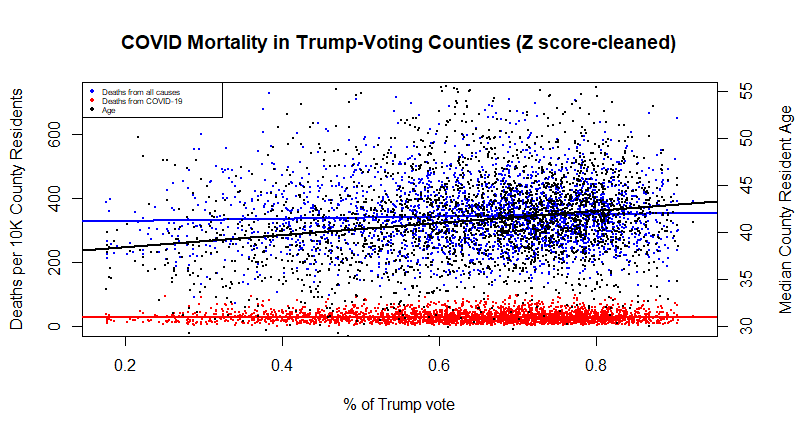 COVID Mortality in Trump-Voting Counties (Z score-cleaned)
Deaths from all causes
Deaths from COVID-19
Age
Deaths per 10K County Residents
0
200
400
600
Median County Resident Age
30
35
40
45
50
55
0.2
0.4
0.6
0.8
% of Trump vote